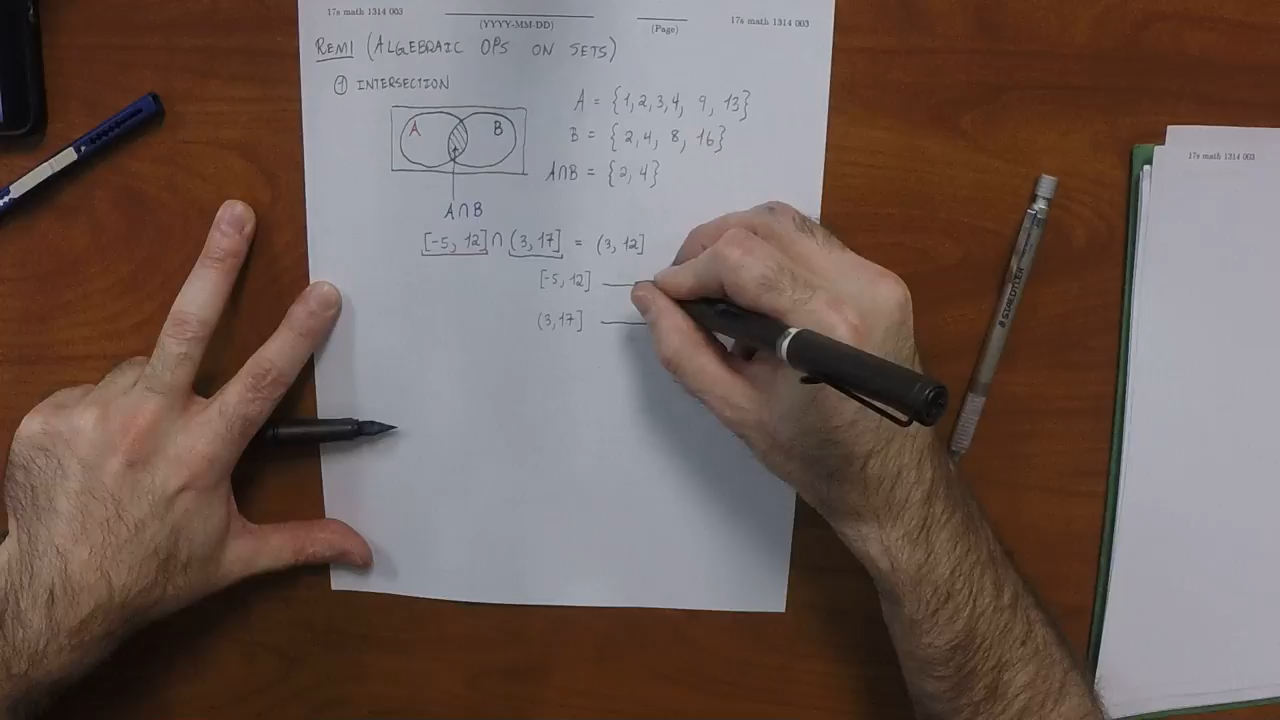 17s math 1314 003 (YYYY-MM-DD) (Page) 17s math 1314 003
REM1 (ALGEBRAIC OPS ON SETS)
① INTERSECTION
A B
A∩B
A = {1, 2, 3, 4, 9, 13}
B = {2, 4, 8, 16}
A∩B = {2, 4}
[-5, 12] ∩ (3, 17] = (3, 12]
[-5, 12]
(3, 17]
17s math 1314 003
STAEDTLER